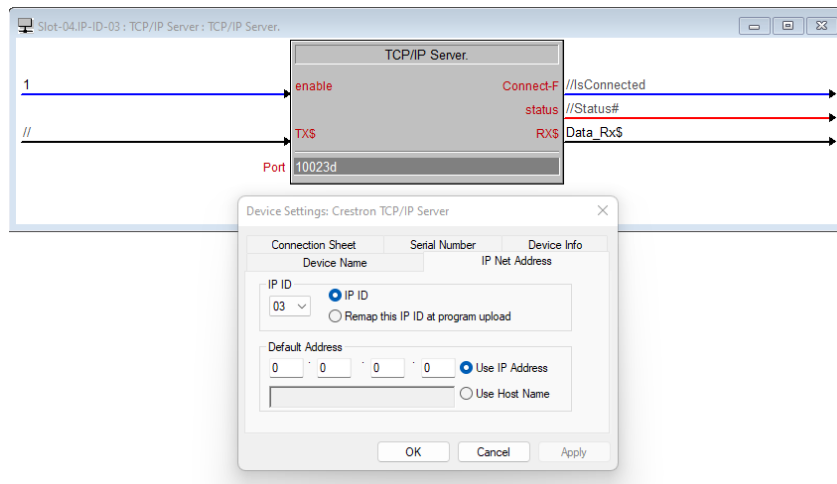 Slot-04.IP-ID-03 : TCP/IP Server : TCP/IP Server.
TCP/IP Server.
1
enable
Connect-F
//IsConnected
status
//Status#
//
TX$
RX$
Data_Rx$
Port
10023d
Device Settings: Crestron TCP/IP Server
Connection Sheet
Serial Number
Device Info
Device Name
IP Net Address
IP ID
03
IP ID
Remap this IP ID at program upload
Default Address
0 . 0 . 0 . 0
Use IP Address
Use Host Name
OK
Cancel
Apply